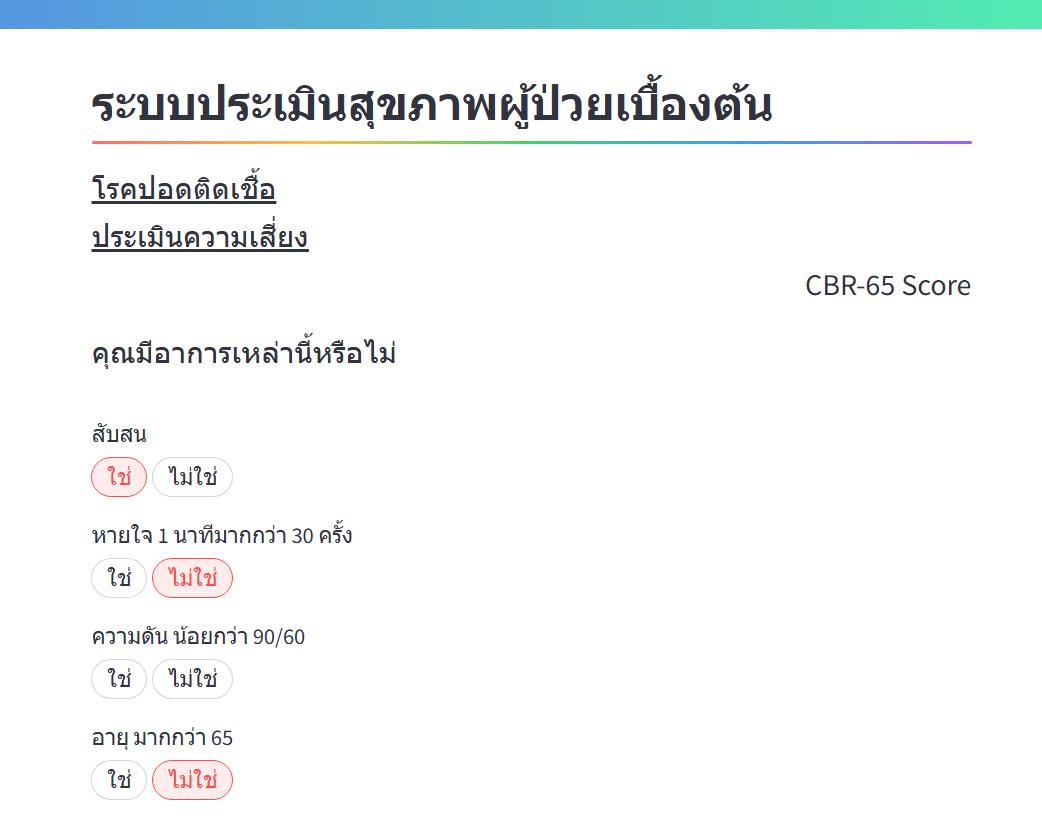 ระบบประเมินสุขภาพผู้ป่วยเบื้องต้น
โรคปอดติดเชื้อ
ประเมินความเสี่ยง
CBR-65 Score
คุณมีอาการเหล่านี้หรือไม่
สับสน
ใช่ ไม่ใช่
หายใจ 1 นาทีมากกว่า 30 ครั้ง
ใช่ ไม่ใช่
ความดัน น้อยกว่า 90/60
ใช่ ไม่ใช่
อายุ มากกว่า 65
ใช่ ไม่ใช่